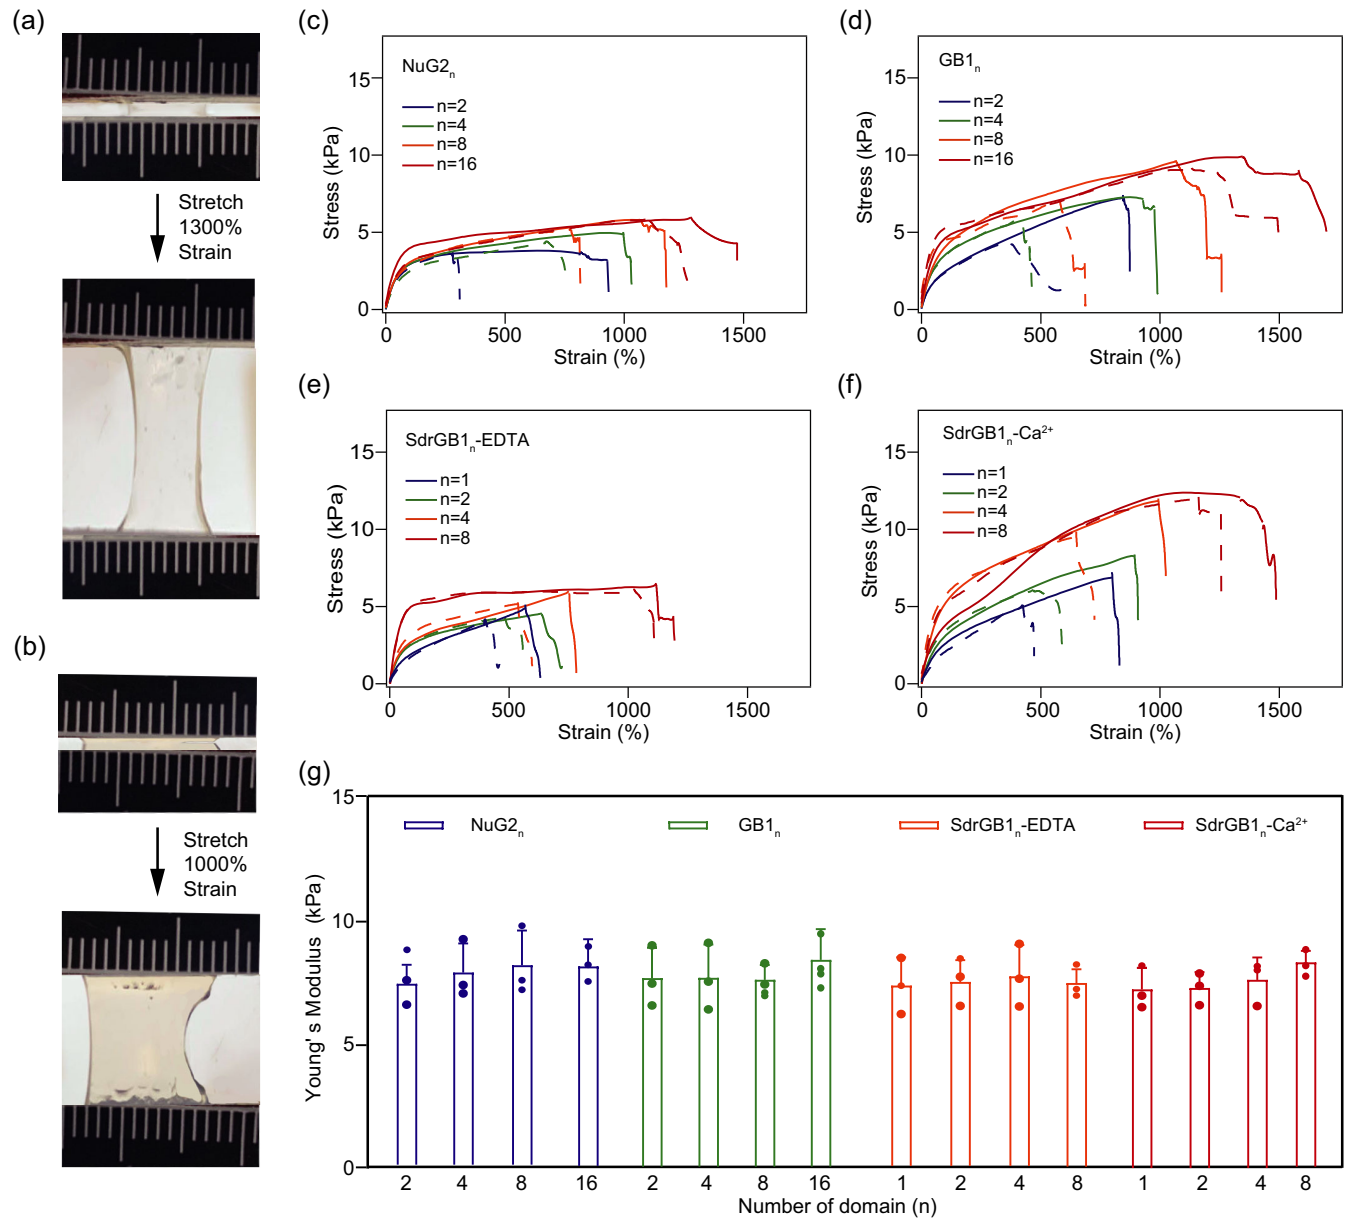 (a)
Stretch
1300%
Strain
(b)
Stretch
1000%
Strain
(c)
NuG2n
n=2
n=4
n=8
n=16
15
10
5
0
Stress (kPa)
0 500 1000 1500
Strain (%)
(d)
GB1n
n=2
n=4
n=8
n=16
15
10
5
0
Stress (kPa)
0 500 1000 1500
Strain (%)
(e)
SdrGB1n-EDTA
n=1
n=2
n=4
n=8
15
10
5
0
Stress (kPa)
0 500 1000 1500
Strain (%)
(f)
SdrGB1n-Ca2+
n=1
n=2
n=4
n=8
15
10
5
0
Stress (kPa)
0 500 1000 1500
Strain (%)
(g)
NuG2n GB1n SdrGB1n-EDTA SdrGB1n-Ca2+
15
10
5
0
Young' s Modulus (kPa)
2 4 8 16 2 4 8 16 1 2 4 8 1 2 4 8
Number of domain (n)